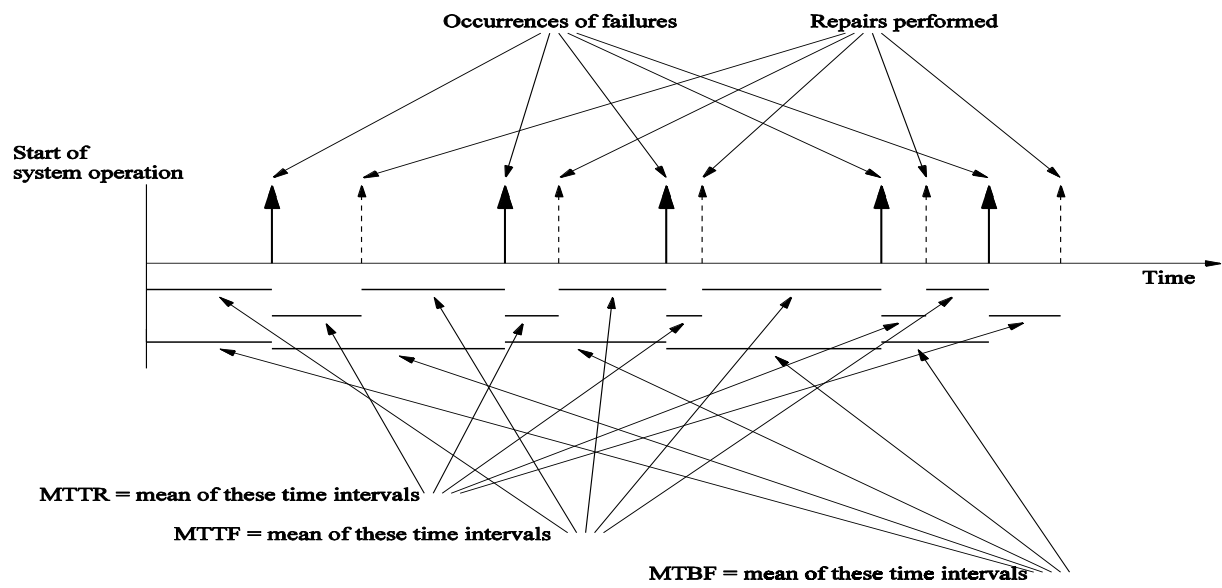 Occurrences of failures
Repairs performed
Start of
system operation
Time
MTTR = mean of these time intervals
MTTF = mean of these time intervals
MTBF = mean of these time intervals